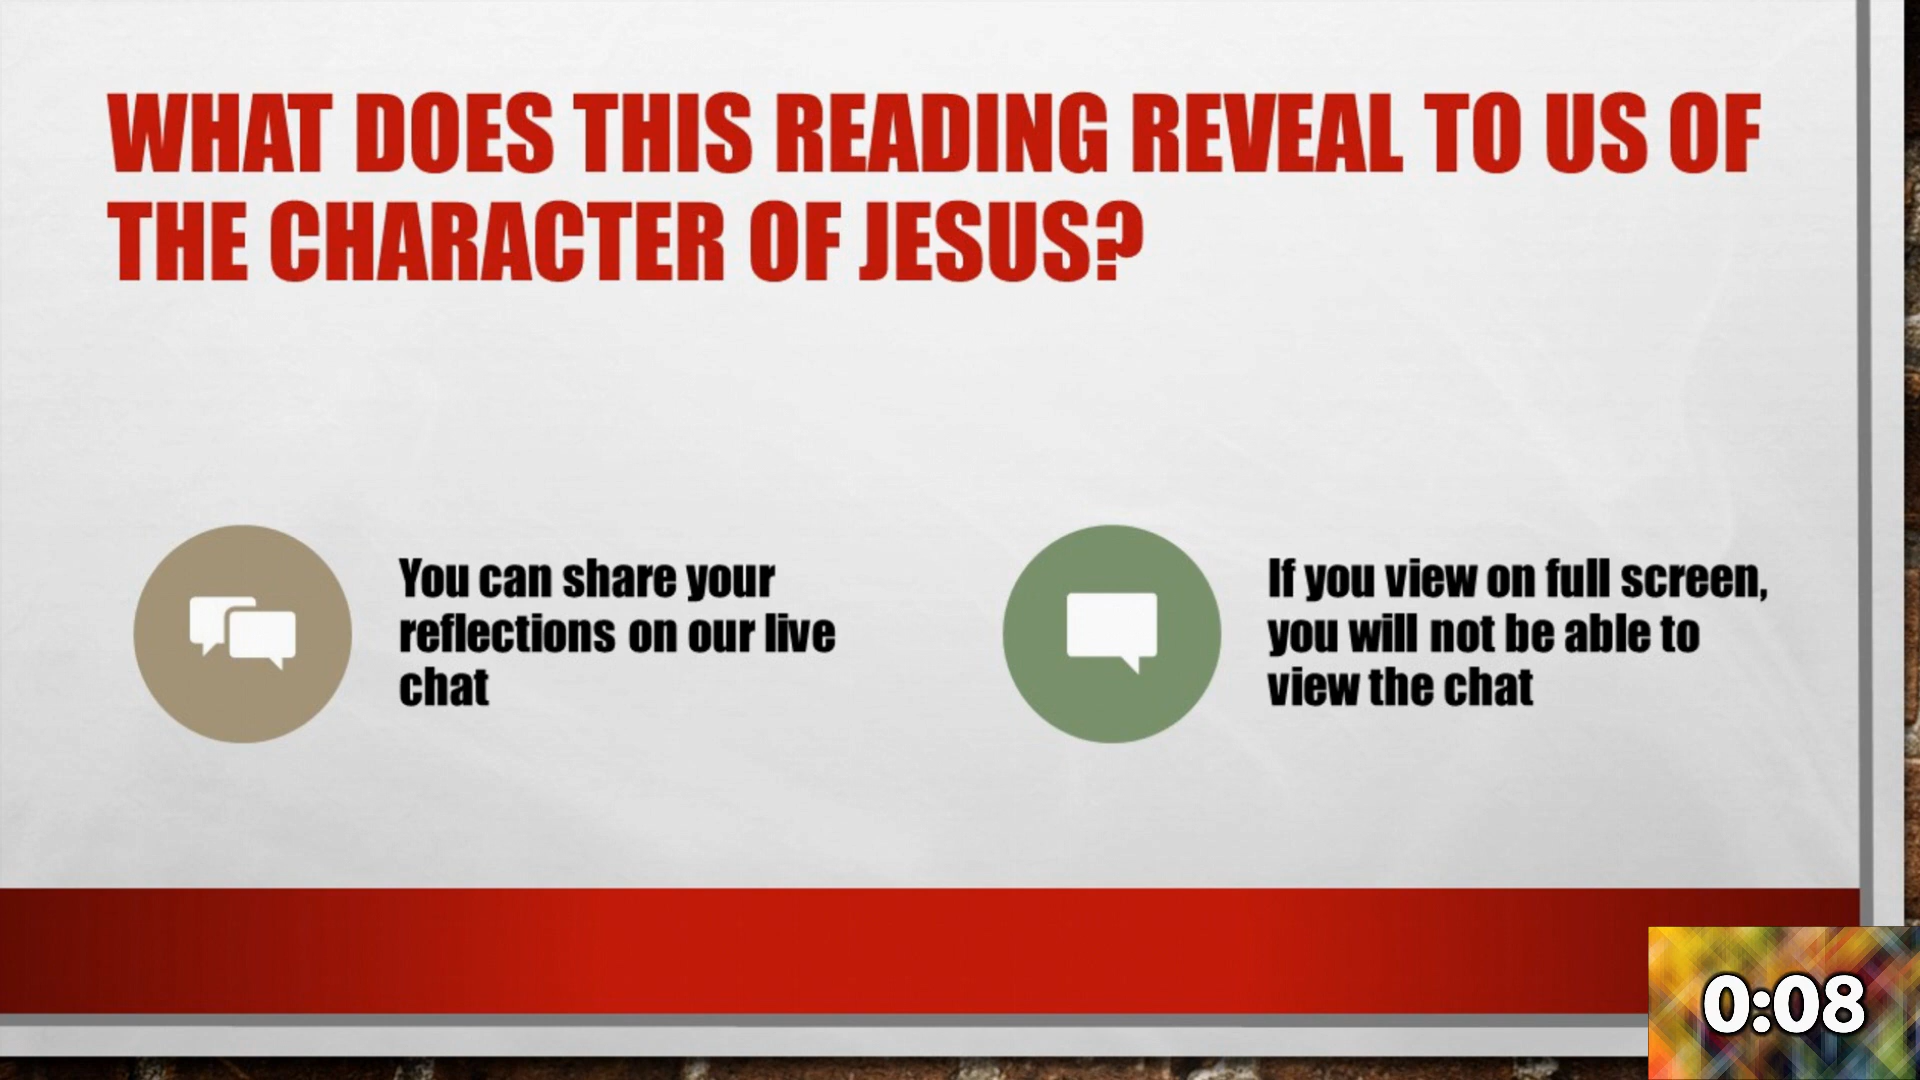 WHAT DOES THIS READING REVEAL TO US OF
THE CHARACTER OF JESUS?
You can share your
reflections on our live
chat
If you view on full screen,
you will not be able to
view the chat
0:08